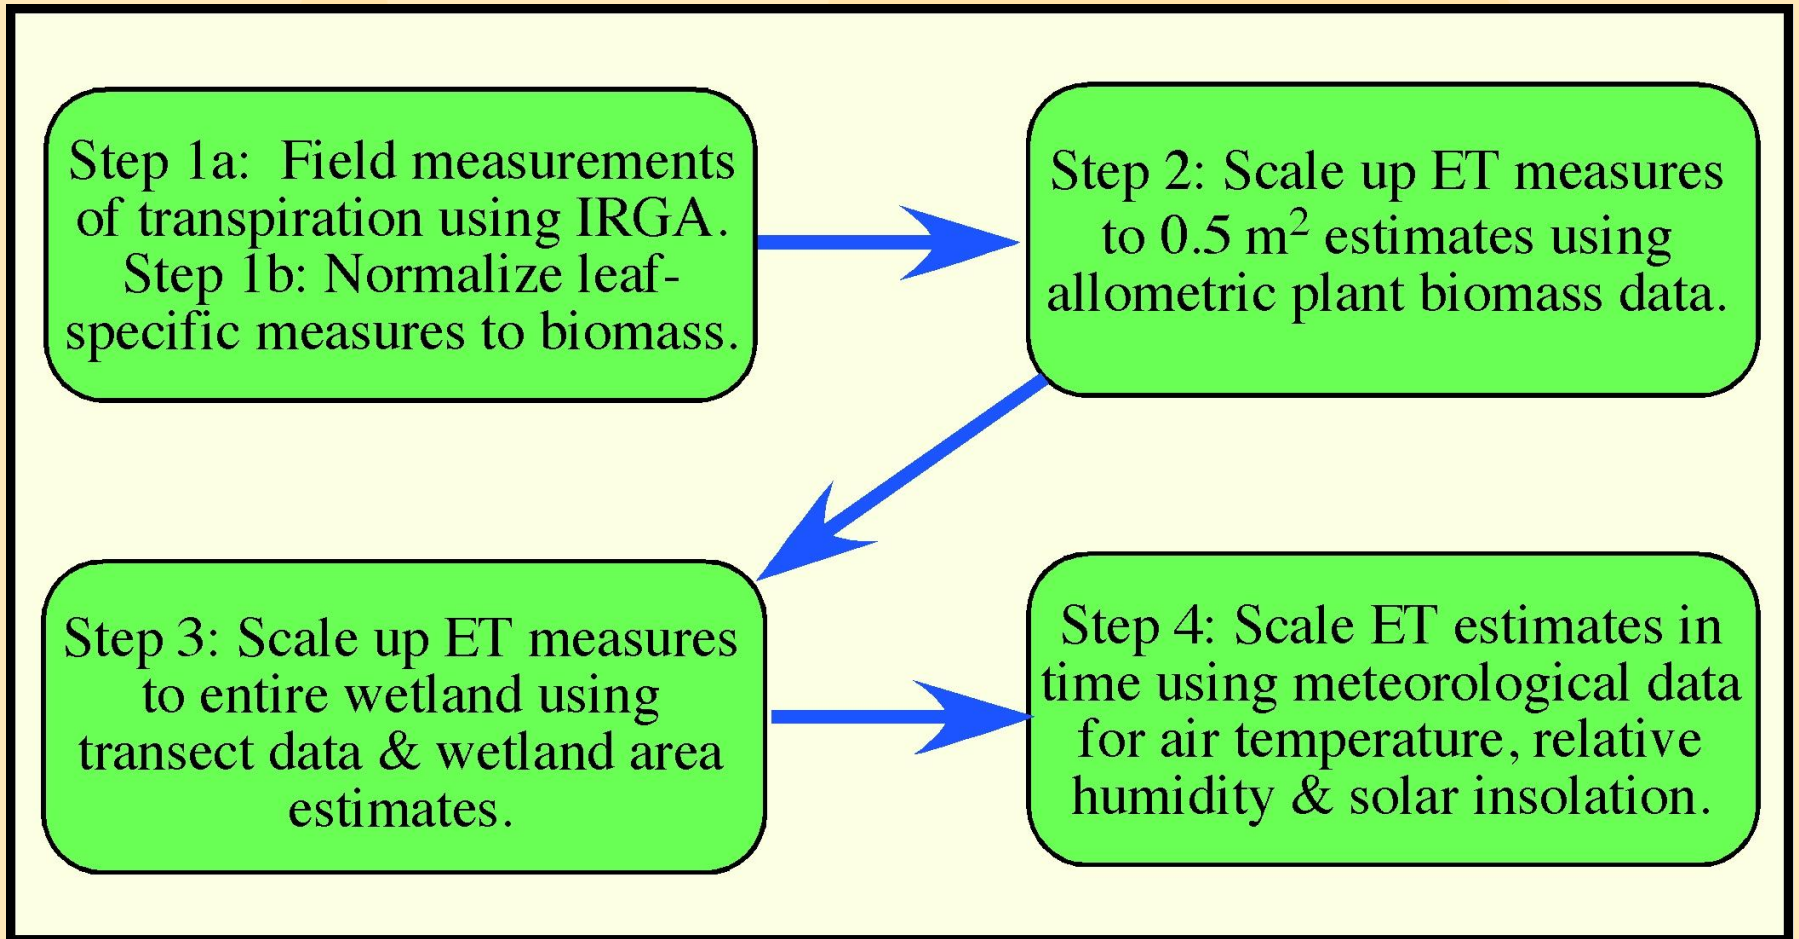 Step 1a:  Field measurements
of transpiration using IRGA.
Step 1b: Normalize leaf-
specific measures to biomass.
Step 2: Scale up ET measures
to 0.5 m² estimates using
allometric plant biomass data.
Step 3: Scale up ET measures
to entire wetland using
transect data & wetland area
estimates.
Step 4: Scale ET estimates in
time using meteorological data
for air temperature, relative
humidity & solar insolation.